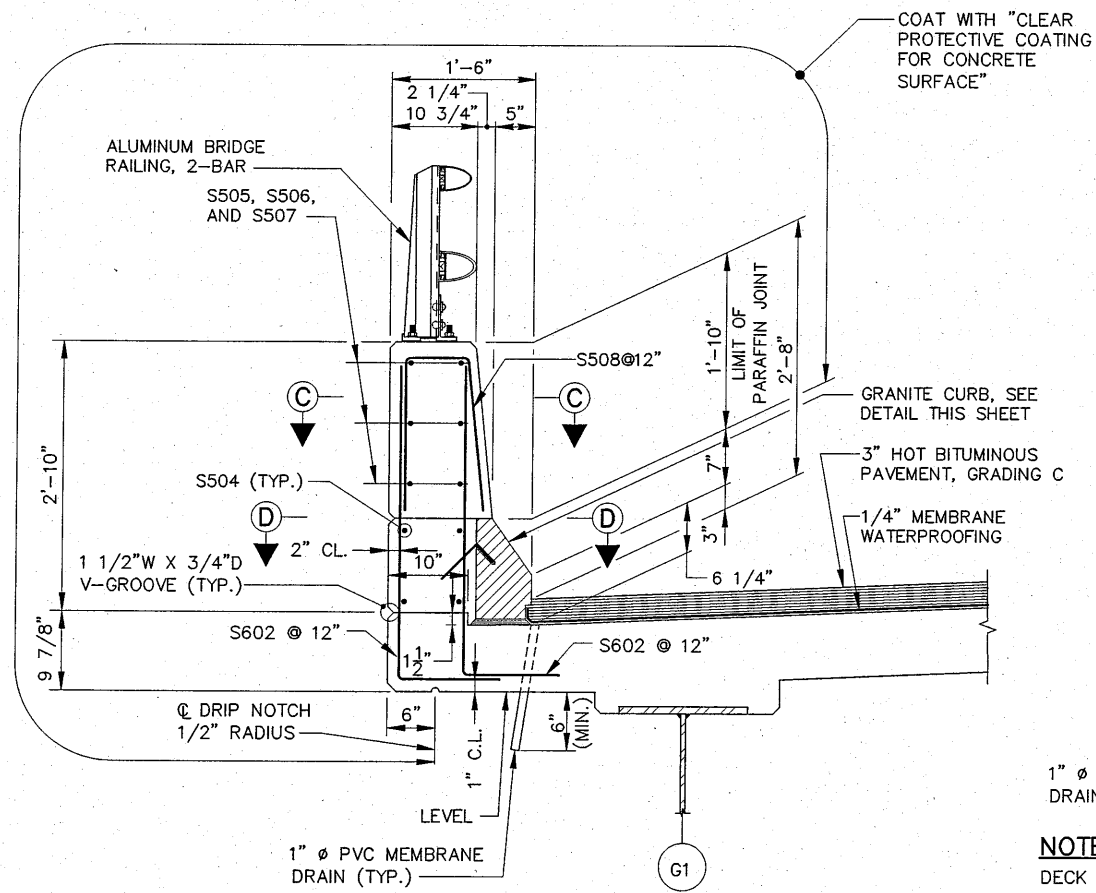 COAT WITH "CLEAR
PROTECTIVE COATING
FOR CONCRETE
SURFACE"
1'-6"
2 1/4"
10 3/4"
5"
ALUMINUM BRIDGE
RAILING, 2-BAR
S505, S506,
AND S507
1'-10"
LIMIT OF
PARAFFIN JOINT
2'-8"
S508@12"
C
C
GRANITE CURB, SEE
DETAIL THIS SHEET
3" HOT BITUMINOUS
PAVEMENT, GRADING C
7"
2'-10"
S504 (TYP.)
D
D
3"
1/4" MEMBRANE
WATERPROOFING
2" CL.
10"
6 1/4"
1 1/2"W X 3/4"D
V-GROOVE (TYP.)
S602 @ 12"
1 1/2"
S602 @ 12"
9 7/8"
℄ DRIP NOTCH
1/2" RADIUS
6"
1" C.L.
6"
(MIN.)
LEVEL
1" ø PVC MEMBRANE
DRAIN (TYP.)
G1
1" ø
DRAIN
NOTE
DECK